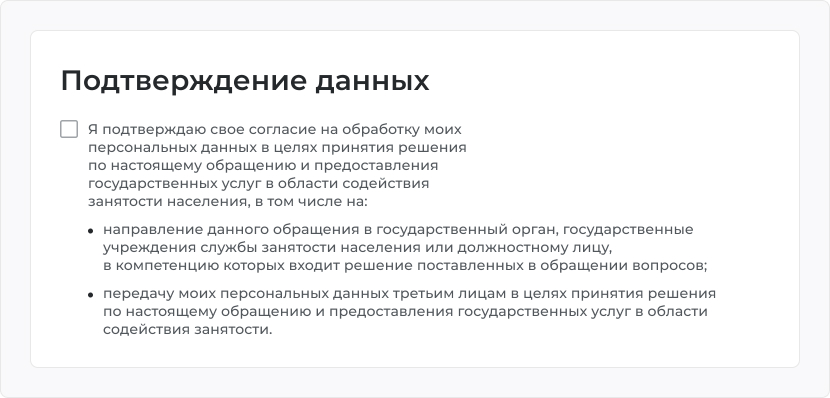 Подтверждение данных
Я подтверждаю свое согласие на обработку моих
персональных данных в целях принятия решения
по настоящему обращению и предоставления
государственных услуг в области содействия
занятости населения, в том числе на:
• направление данного обращения в государственный орган, государственные
учреждения службы занятости населения или должностному лицу,
в компетенцию которых входит решение поставленных в обращении вопросов;
• передачу моих персональных данных третьим лицам в целях принятия решения
по настоящему обращению и предоставления государственных услуг в области
содействия занятости.